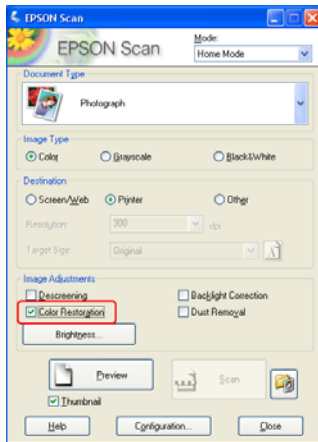 EPSON Scan
EPSON Scan
Mode:
Home Mode
Document Type
Photograph
Image Type
Color Grayscale Black&White
Destination
Screen/Web Printer Other
Resolution: 300 dpi
Target Size: Original
Image Adjustments
Descreening Backlight Correction
Color Restoration Dust Removal
Brightness...
Preview Scan
Thumbnail
Help Configuration... Close